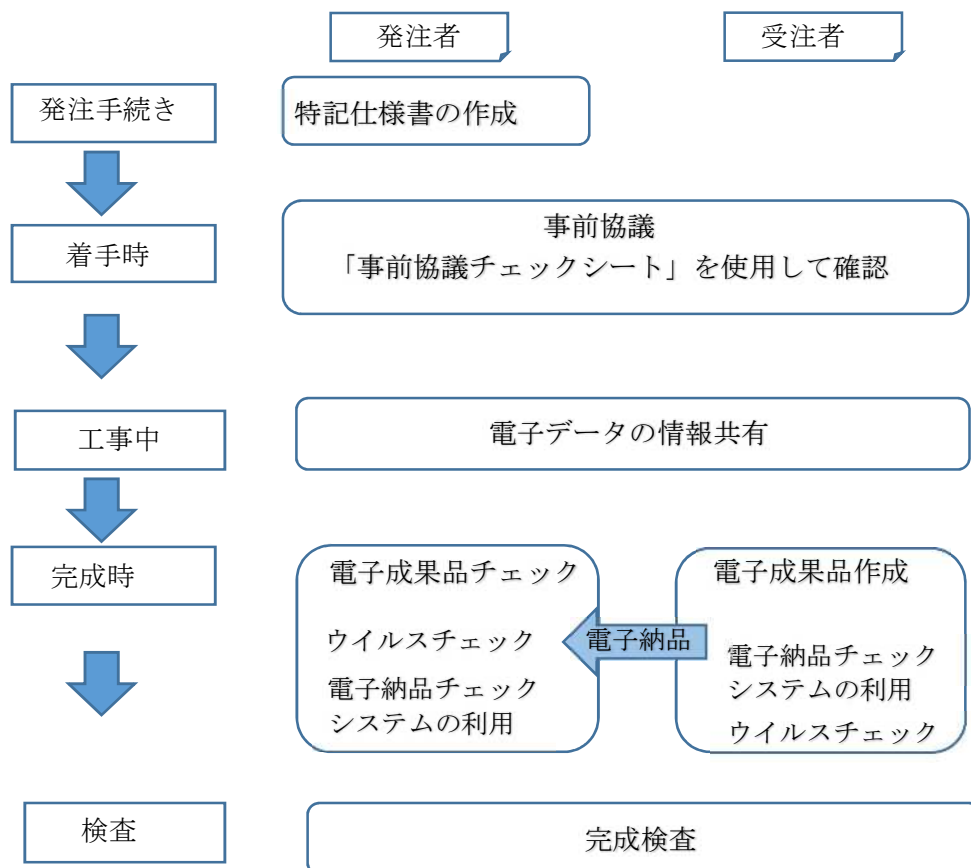 発注者
受注者
発注手続き
特記仕様書の作成
着手時
事前協議
「事前協議チェックシート」を使用して確認
工事中
電子データの情報共有
完成時
電子成果品チェック
ウイルスチェック
電子納品チェック
システムの利用
電子納品
電子成果品作成
電子納品チェック
システムの利用
ウイルスチェック
検査
完成検査